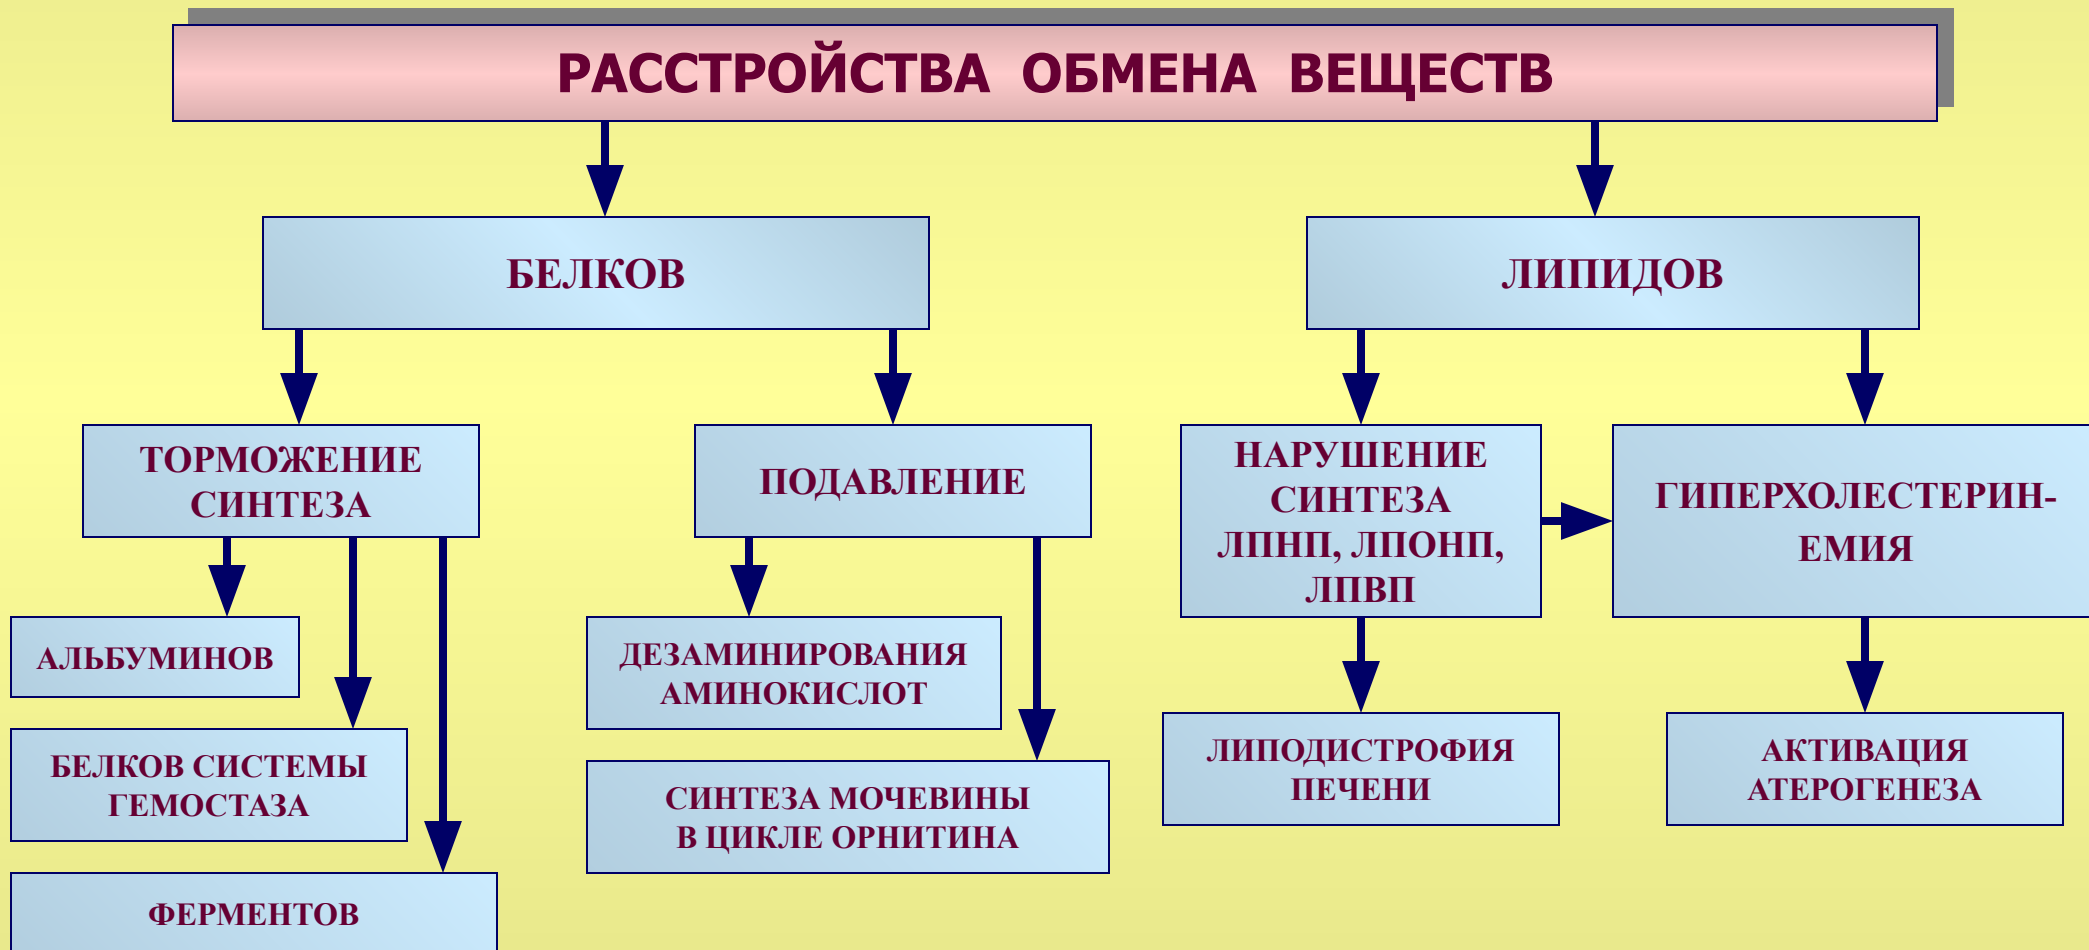 РАССТРОЙСТВА ОБМЕНА ВЕЩЕСТВ
БЕЛКОВ
ЛИПИДОВ
ТОРМОЖЕНИЕ
СИНТЕЗА
ПОДАВЛЕНИЕ
НАРУШЕНИЕ
СИНТЕЗА
ЛПНП, ЛПОНП,
ЛПВП
ГИПЕРХОЛЕСТЕРИН-
ЕМИЯ
АЛЬБУМИНОВ
БЕЛКОВ СИСТЕМЫ
ГЕМОСТАЗА
ФЕРМЕНТОВ
ДЕЗАМИНИРОВАНИЯ
АМИНОКИСЛОТ
СИНТЕЗА МОЧЕВИНЫ
В ЦИКЛЕ ОРНИТИНА
ЛИПОДИСТРОФИЯ
ПЕЧЕНИ
АКТИВАЦИЯ
АТЕРОГЕНЕЗА